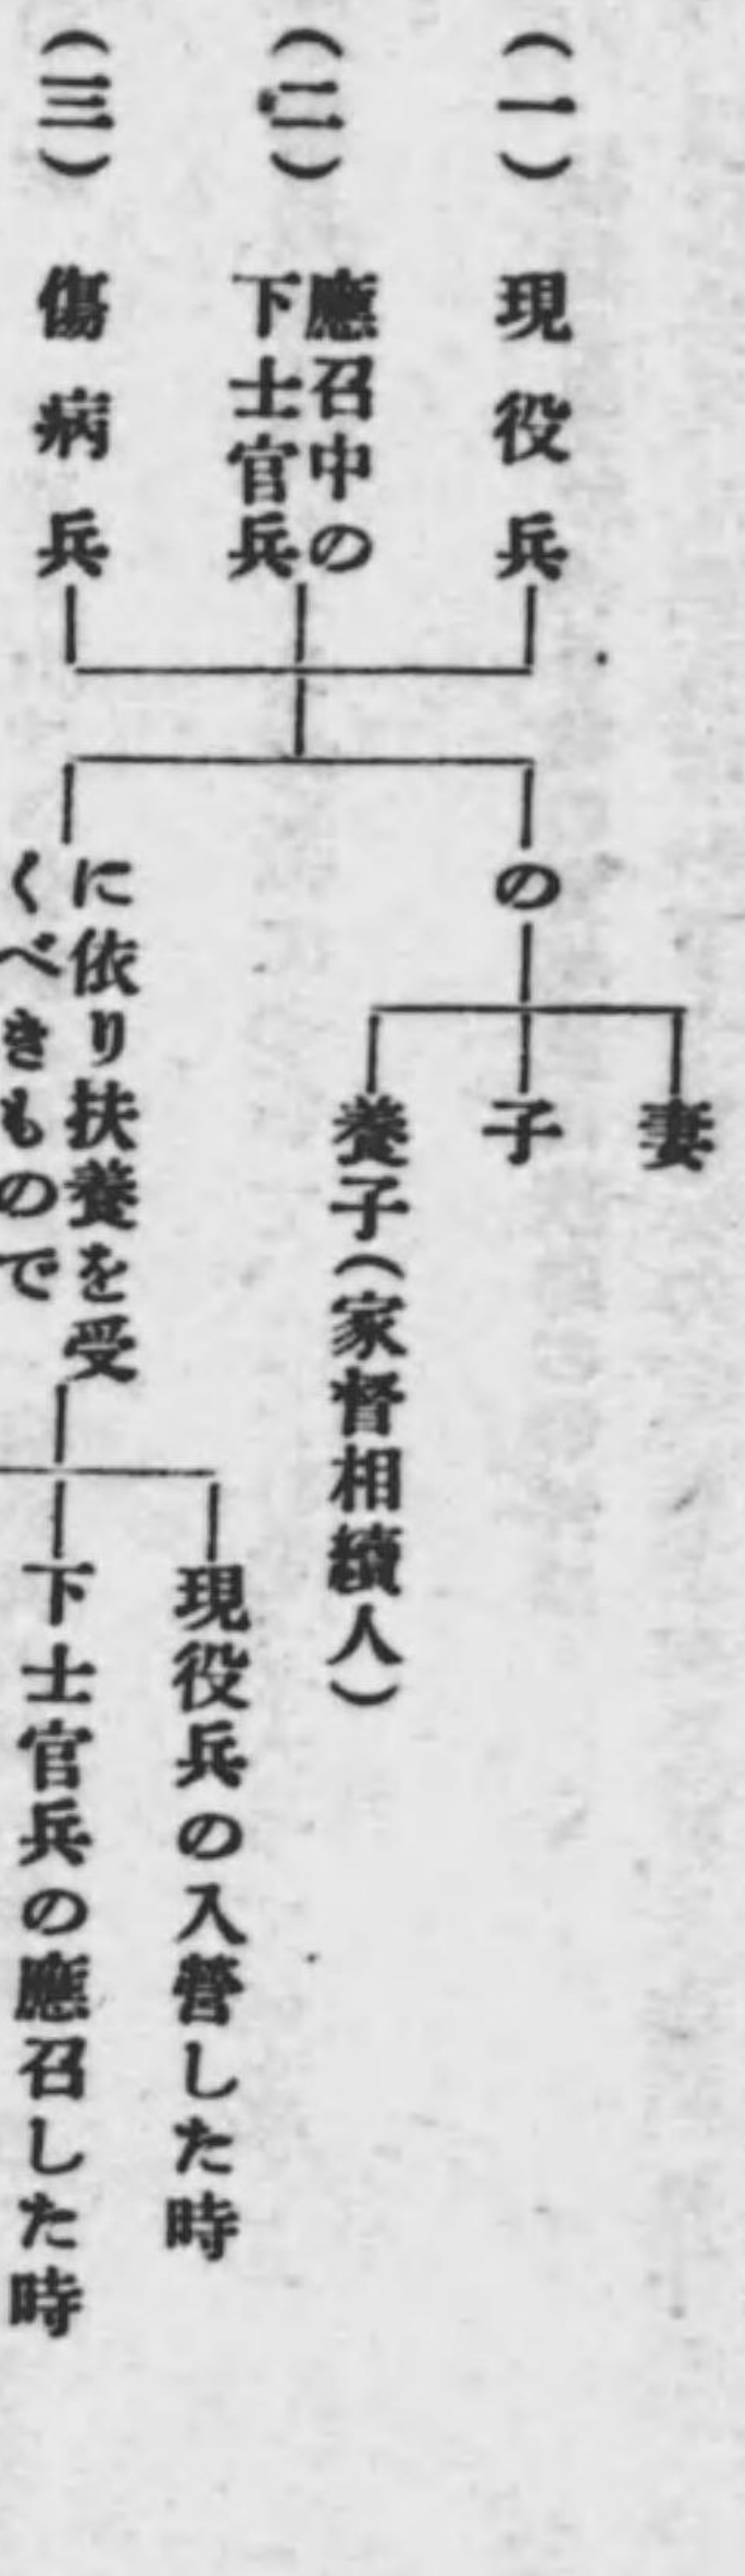 (一) 現役兵
(二) 應召中の
下士官兵
(三) 傷病兵
の
妻
子
養子(家督相續人)
に依り扶養を受
くべきもので
現役兵の入營した時
下士官兵の應召した時